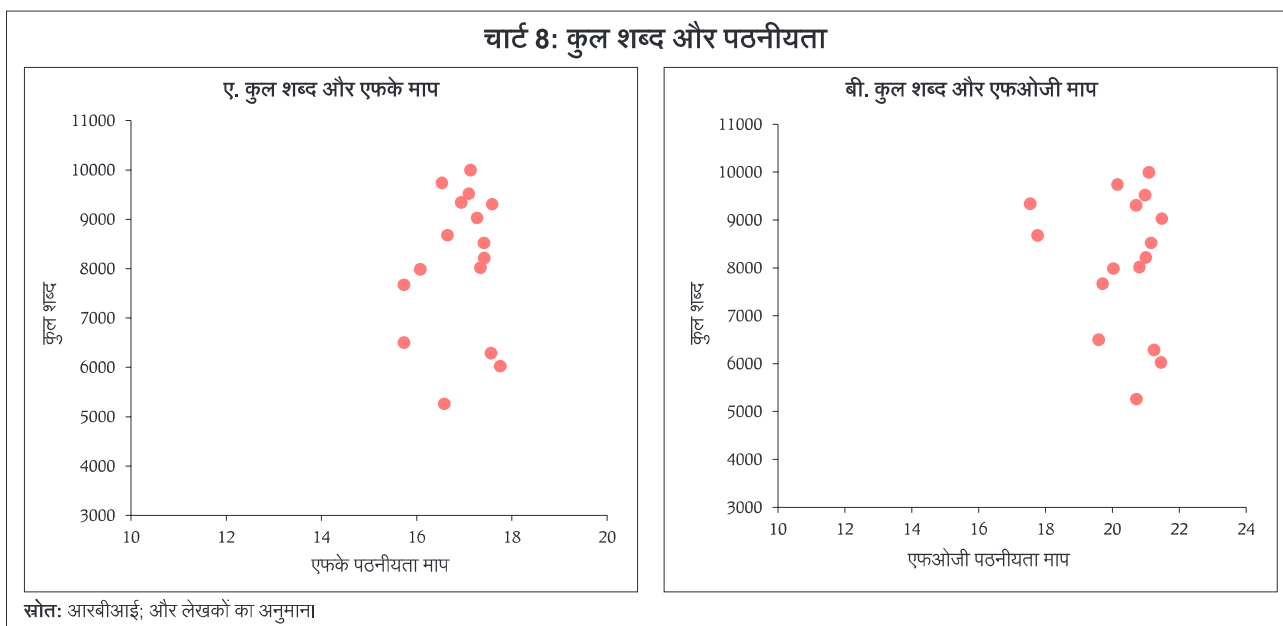 चार्ट 8: कुल शब्द और पठनीयता
ए. कुल शब्द और एफके माप
11000
10000
9000
8000
7000
6000
5000
4000
3000
कुल शब्द
10 12 14 16 18 20
एफके पठनीयता माप
बी. कुल शब्द और एफओजी माप
11000
10000
9000
8000
7000
6000
5000
4000
3000
कुल शब्द
10 12 14 16 18 20 22 24
एफओजी पठनीयता माप
स्रोत: आरबीआई; और लेखकों का अनुमान।